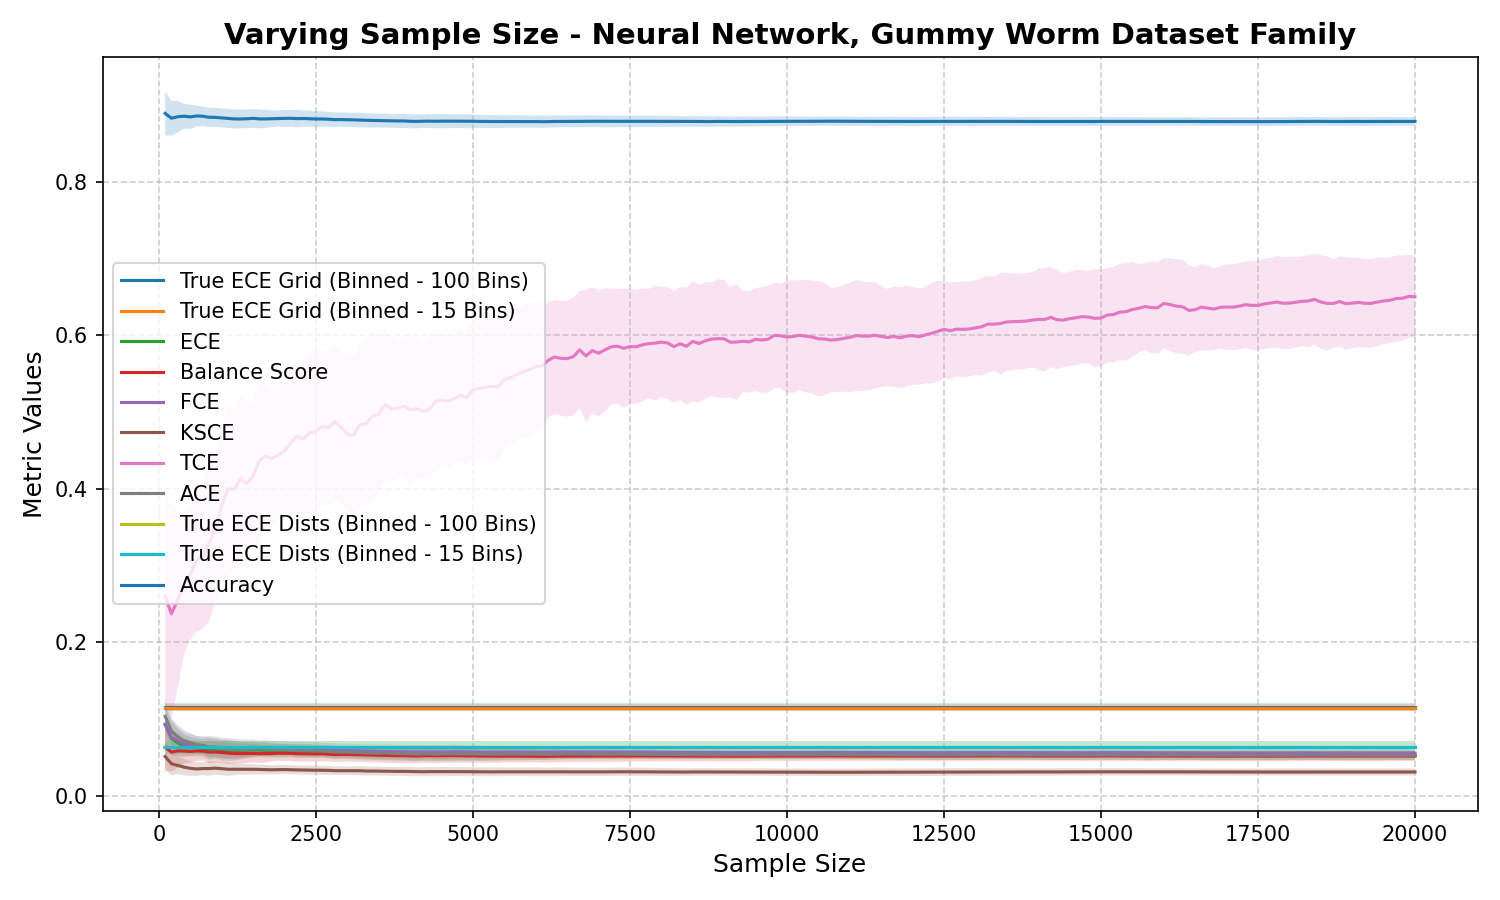 Varying Sample Size - Neural Network, Gummy Worm Dataset Family
Metric Values
0.8
0.6
0.4
0.2
0.0
True ECE Grid (Binned - 100 Bins)
True ECE Grid (Binned - 15 Bins)
ECE
Balance Score
FCE
KSCE
TCE
ACE
True ECE Dists (Binned - 100 Bins)
True ECE Dists (Binned - 15 Bins)
Accuracy
0 2500 5000 7500 10000 12500 15000 17500 20000
Sample Size